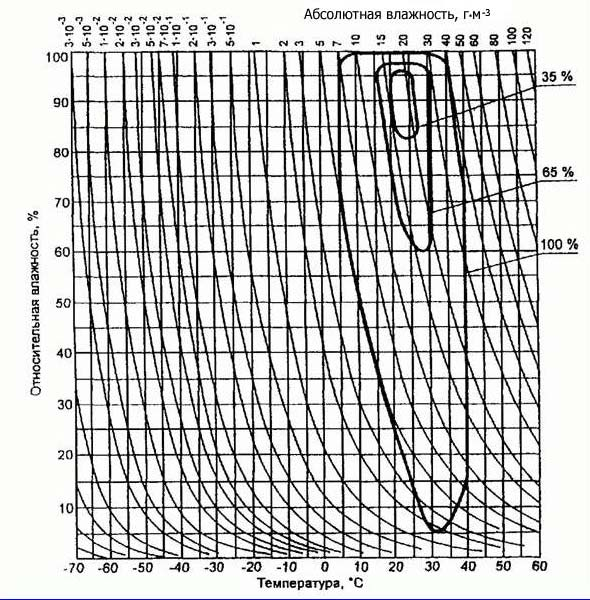 Абсолютная влажность, г·м-3
3·10-3 5·10-3 1·10-2 2·10-2 3·10-2 5·10-2 7·10-2 1·10-1 2·10-1 3·10-1 5·10-1 1 2 3 5 7 10 15 20 30 40 50 60 80 100 120
100
35 %
90
80
65 %
70
60
100 %
50
40
30
20
10
Относительная влажность, %
-70 -60 -50 -40 -30 -20 -10 0 10 20 30 40 50 60
Температура, °C